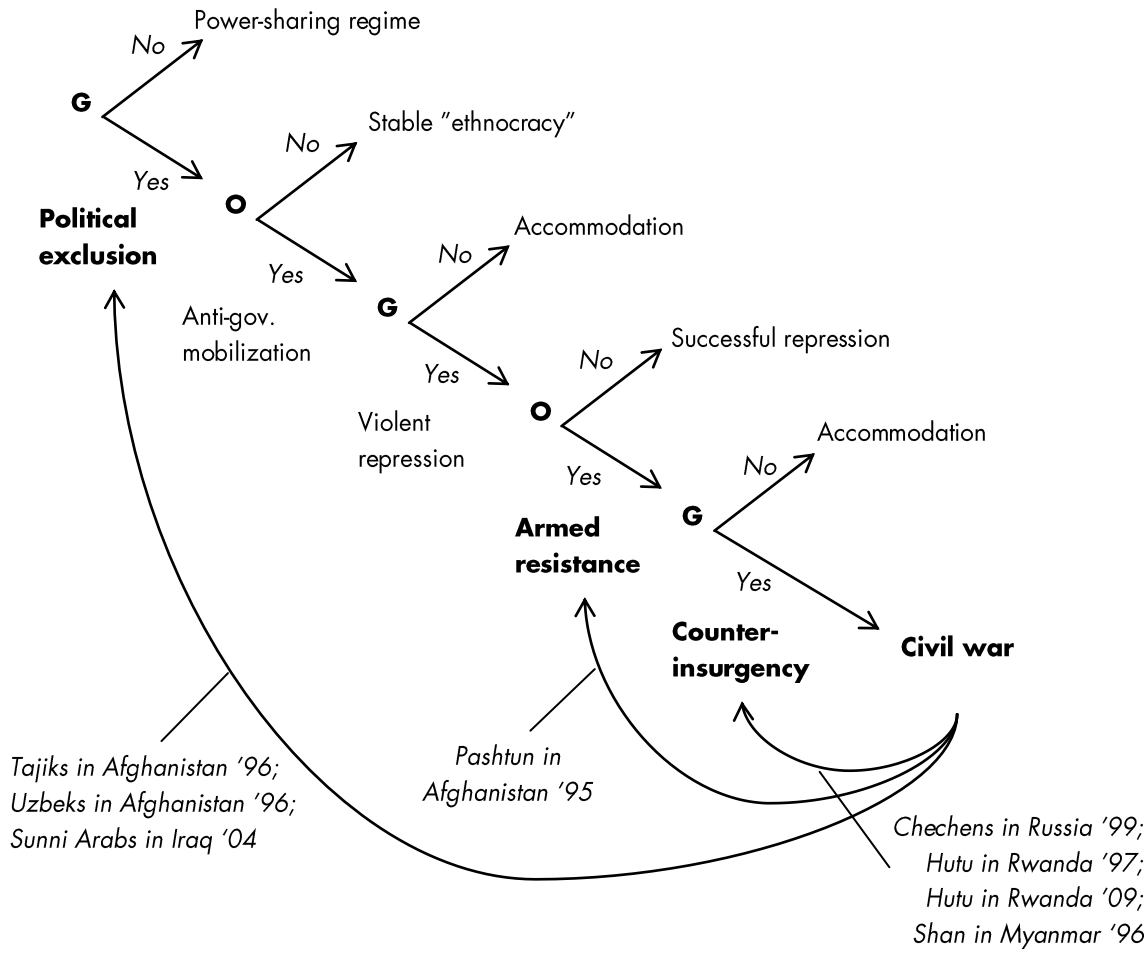 Power-sharing regime
No
G
Yes
Political
exclusion
Stable "ethnocracy"
No
O
Yes
Anti-gov.
mobilization
Accommodation
No
G
Yes
Violent
repression
Successful repression
No
O
Yes
Armed
resistance
Accommodation
No
G
Yes
Counter-
insurgency
Civil war
Tajiks in Afghanistan '96;
Uzbeks in Afghanistan '96;
Sunni Arabs in Iraq '04
Pashtun in
Afghanistan '95
Chechens in Russia '99;
Hutu in Rwanda '97;
Hutu in Rwanda '09;
Shan in Myanmar '96